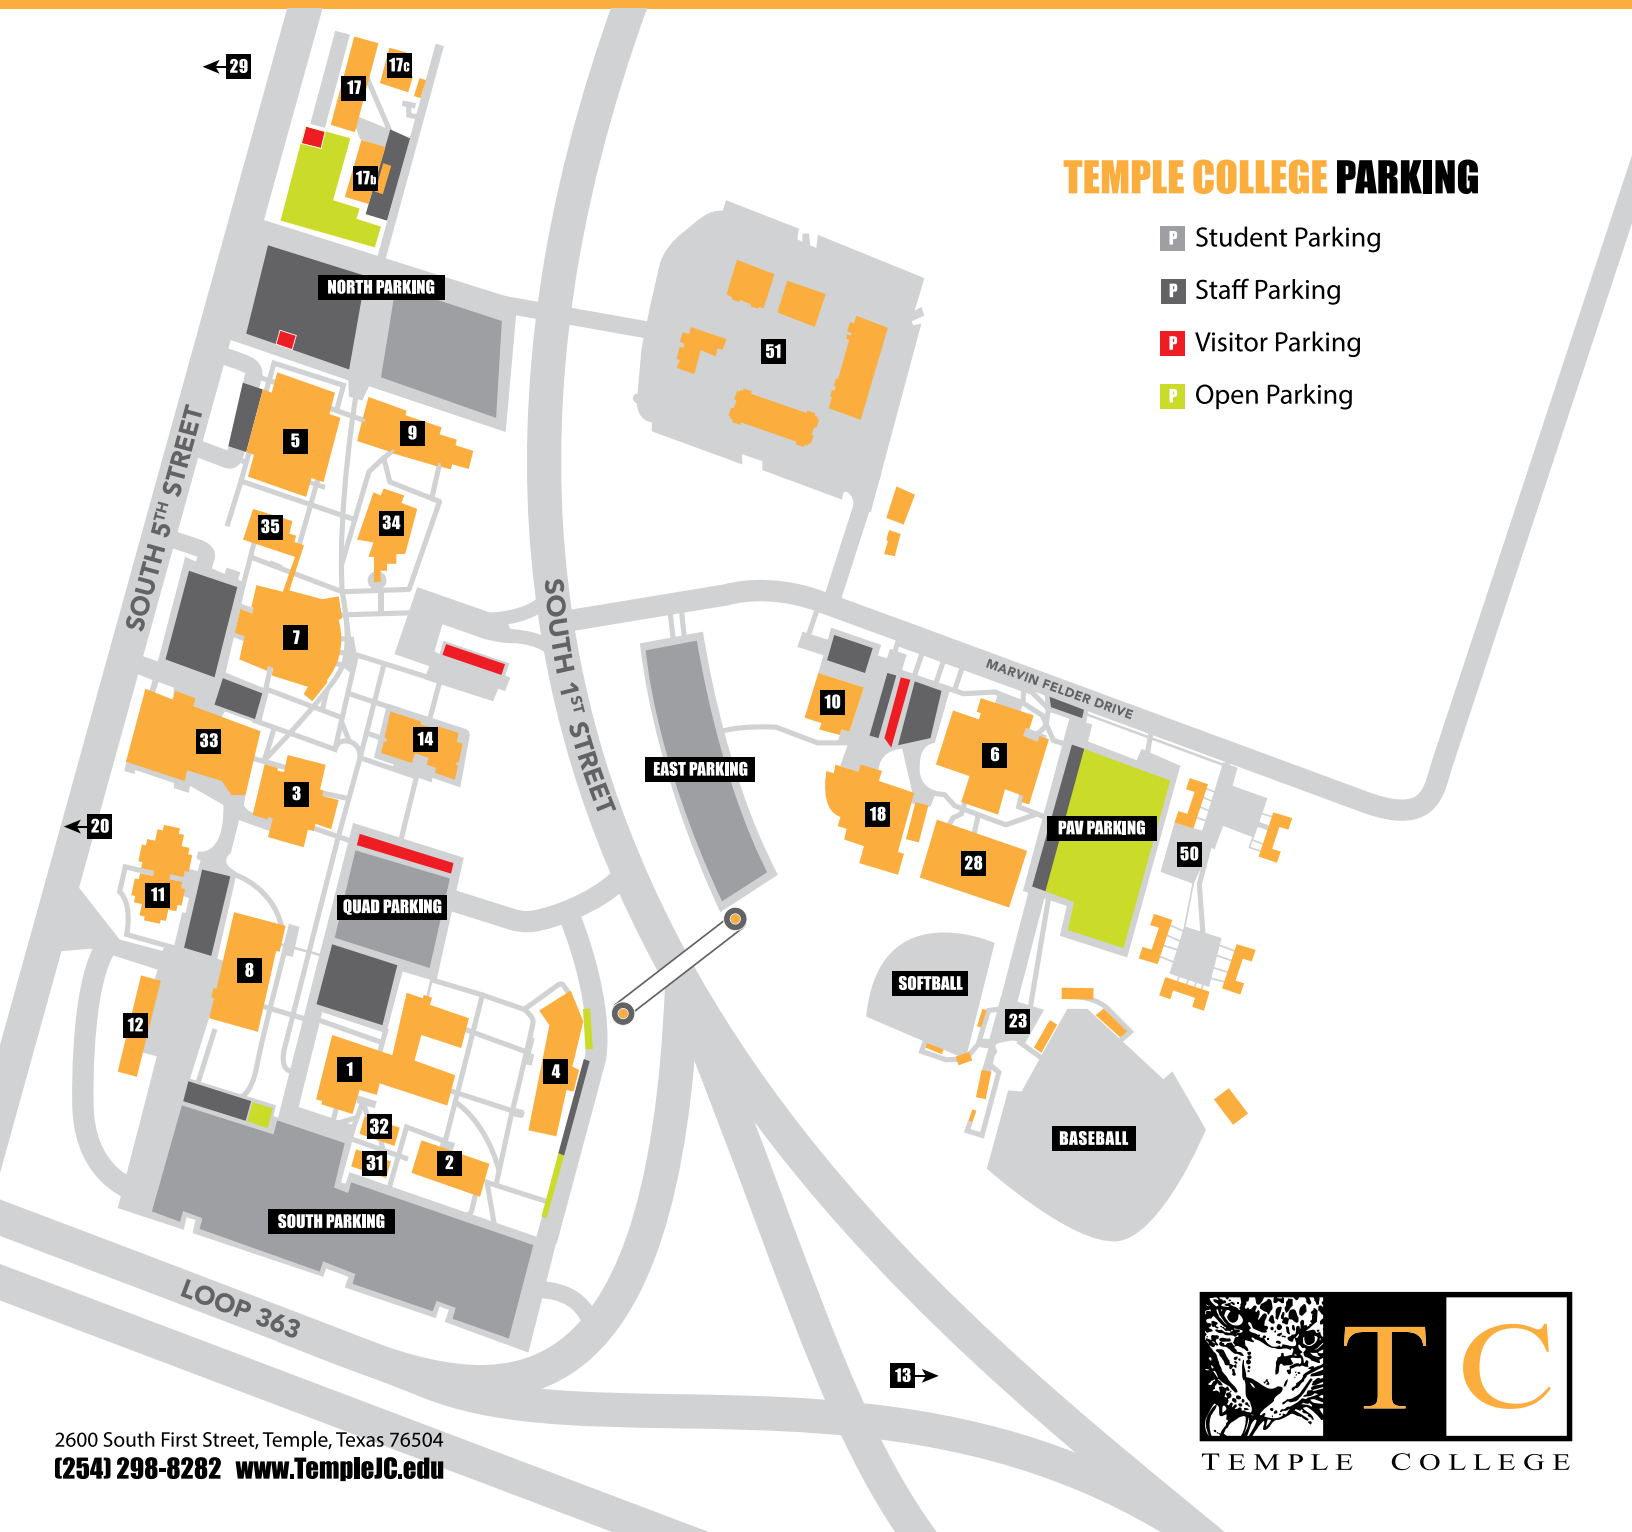 29
17
17c
17b
TEMPLE COLLEGE PARKING
P Student Parking
P Staff Parking
P Visitor Parking
P Open Parking
NORTH PARKING
51
5
9
35
34
SOUTH 5TH STREET
7
SOUTH 1ST STREET
MARVIN FELDER DRIVE
10
33
14
6
EAST PARKING
3
18
PAV PARKING
20
28
50
11
QUAD PARKING
8
SOFTBALL
12
23
1
4
32
31
2
BASEBALL
SOUTH PARKING
LOOP 363
13
T C
TEMPLE COLLEGE
2600 South First Street, Temple, Texas 76504
(254) 298-8282 www.TempleJC.edu